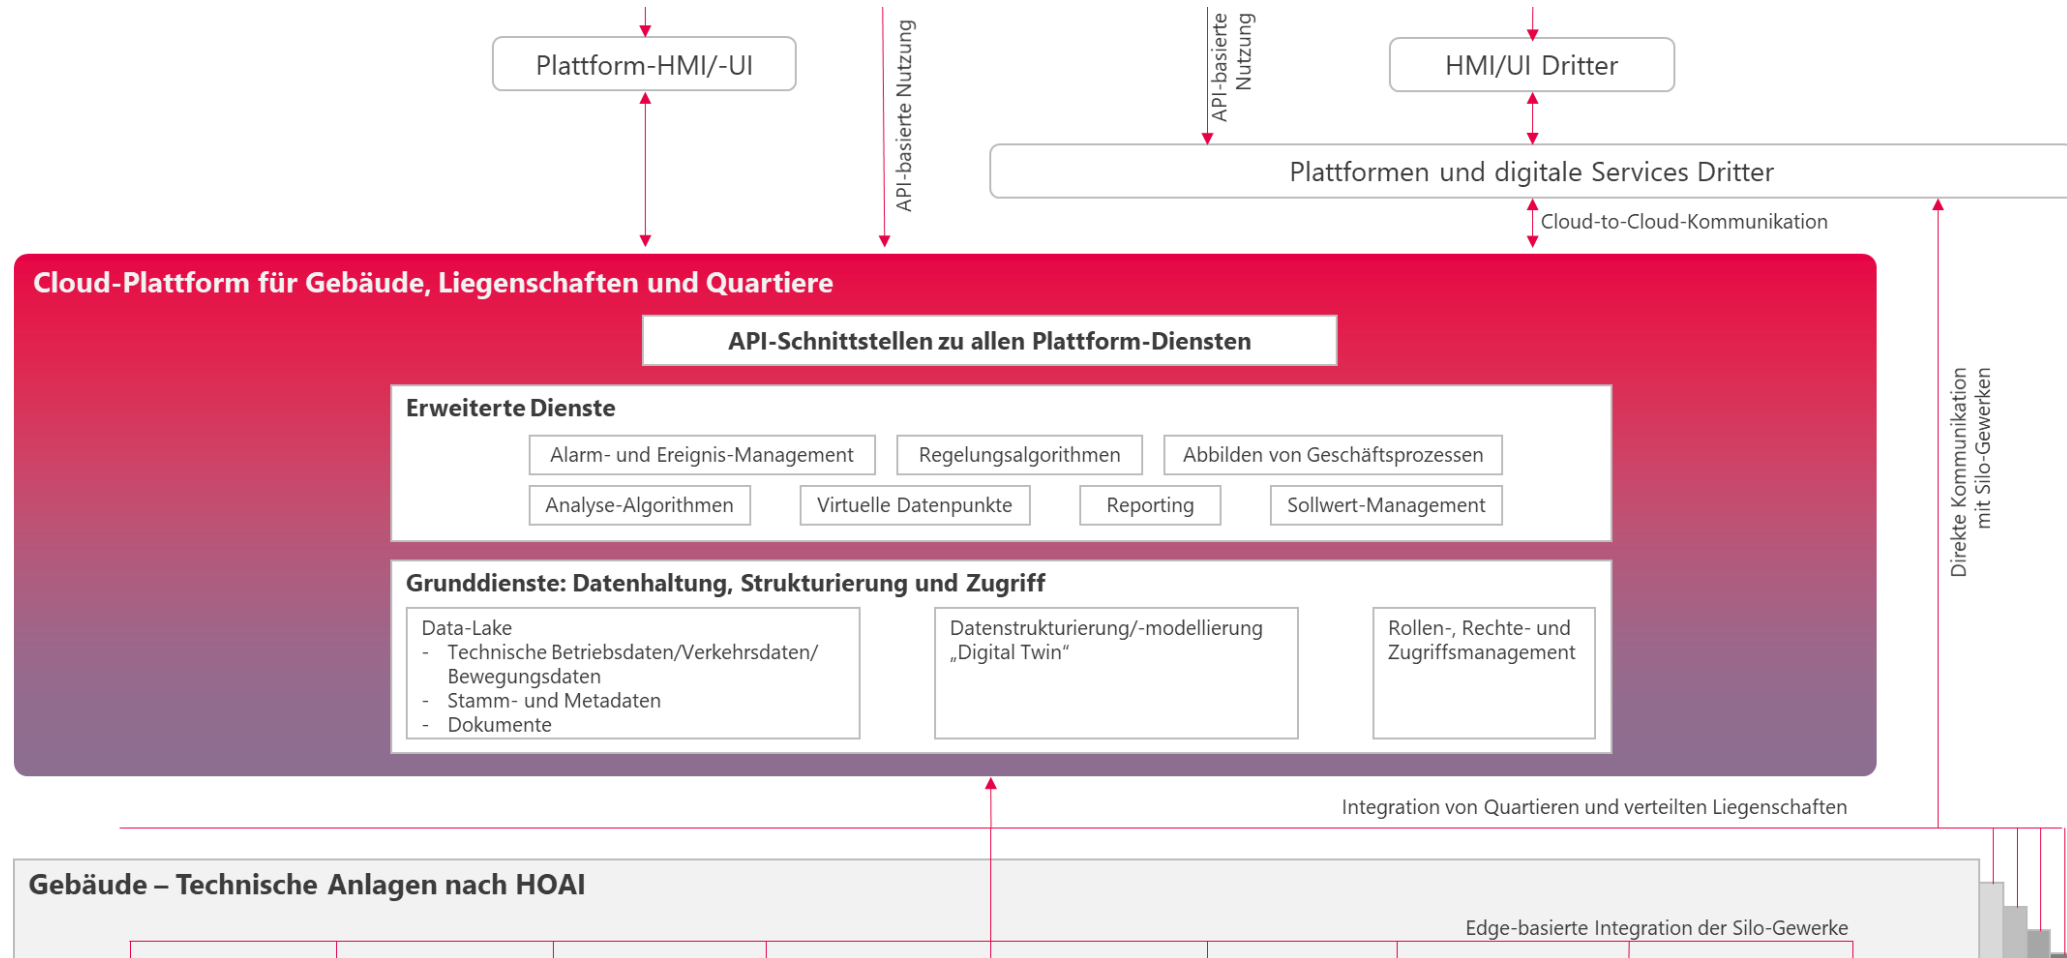 Plattform-HMI/-UI
API-basierte Nutzung
API-basierte
Nutzung
HMI/UI Dritter
Plattformen und digitale Services Dritter
Cloud-to-Cloud-Kommunikation
Cloud-Plattform für Gebäude, Liegenschaften und Quartiere
API-Schnittstellen zu allen Plattform-Diensten
Erweiterte Dienste
Alarm- und Ereignis-Management
Regelungsalgorithmen
Abbilden von Geschäftsprozessen
Analyse-Algorithmen
Virtuelle Datenpunkte
Reporting
Sollwert-Management
Direkte Kommunikation
mit Silo-Gewerken
Grunddienste: Datenhaltung, Strukturierung und Zugriff
Data-Lake
- Technische Betriebsdaten/Verkehrsdaten/
Bewegungsdaten
- Stamm- und Metadaten
- Dokumente
Datenstrukturierung/-modellierung
„Digital Twin“
Rollen-, Rechte- und
Zugriffsmanagement
Integration von Quartieren und verteilten Liegenschaften
Gebäude – Technische Anlagen nach HOAI
Edge-basierte Integration der Silo-Gewerke